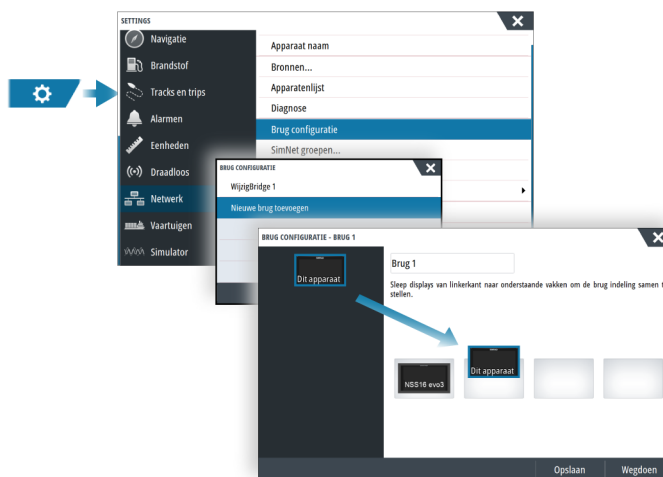 SETTINGS
Navigatie
Brandstof
Tracks en trips
Alarmen
Eenheden
Draadloos
Netwerk
Vaartuigen
Simulator
Apparaat naam
Bronnen...
Apparatenlijst
Diagnose
Brug configuratie
SimNet groepen...
BRUG CONFIGURATIE
WijzigBridge 1
Nieuwe brug toevoegen
BRUG CONFIGURATIE - BRUG 1
Dit apparaat
Brug 1
Sleep displays van linkerkant naar onderstaande vakken om de brug indeling samen t
stellen.
NSS16 evo3
Dit apparaat
Opslaan
Wegdoen